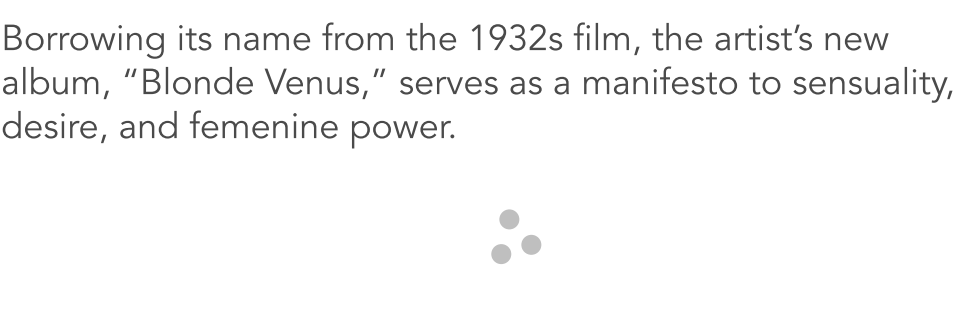 Borrowing its name from the 1932s film, the artist’s new
album, “Blonde Venus,” serves as a manifesto to sensuality,
desire, and femenine power.